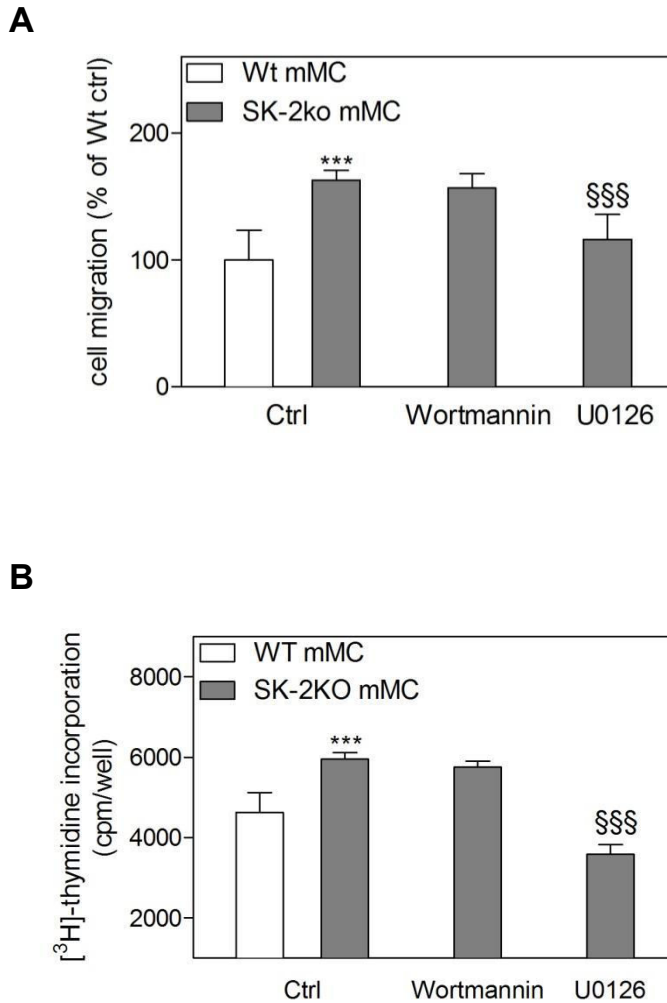 A
Wt mMC
SK-2ko mMC
cell migration (% of Wt ctrl)
200
100
0
***
§§§
Ctrl Wortmannin U0126
B
WT mMC
SK-2KO mMC
[³H]-thymidine incorporation
(cpm/well)
8000
6000
4000
2000
***
§§§
Ctrl Wortmannin U0126